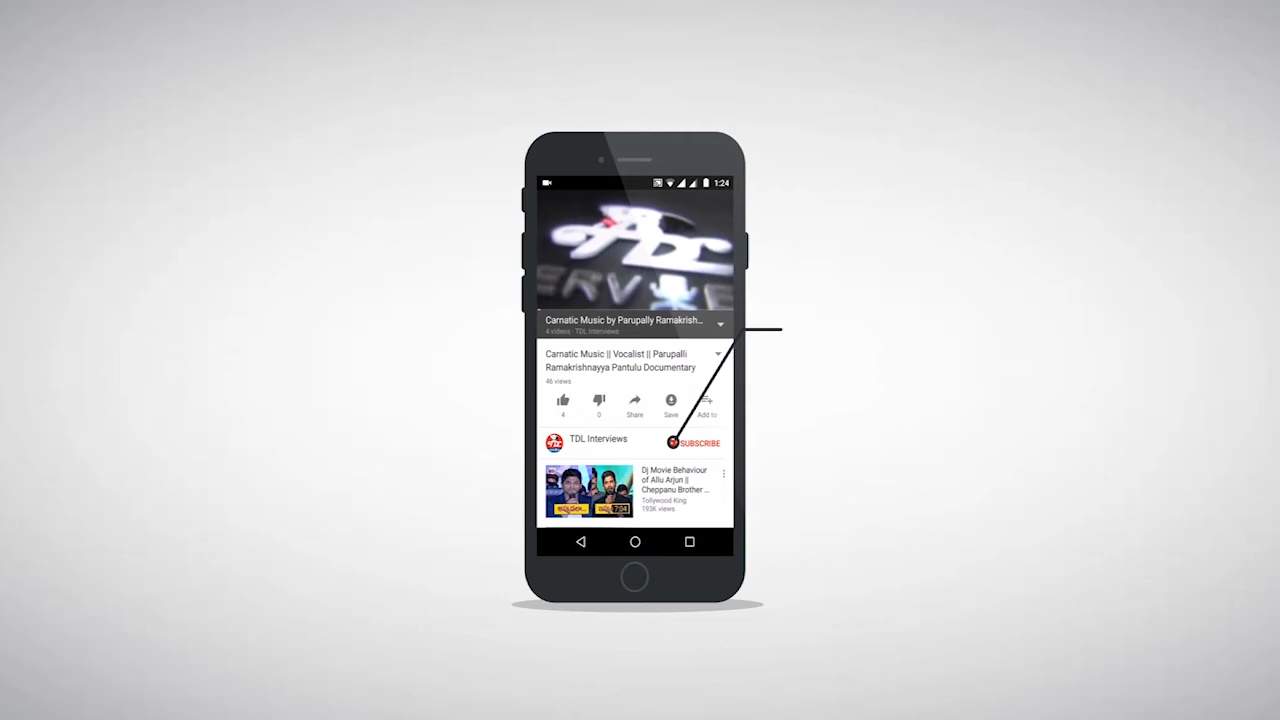 1:24
TDL
ERV E
Carnatic Music by Parupally Ramakrish...
4 videos · TDL Interviews
Carnatic Music || Vocalist || Parupalli
Ramakrishnayya Pantulu Documentary
46 views
4
0
Share
Save
Add to
TDL Interviews
SUBSCRIBE
Dj Movie Behaviour
of Allu Arjun ||
Cheppanu Brother ...
Tollywood King
193K views
7:04